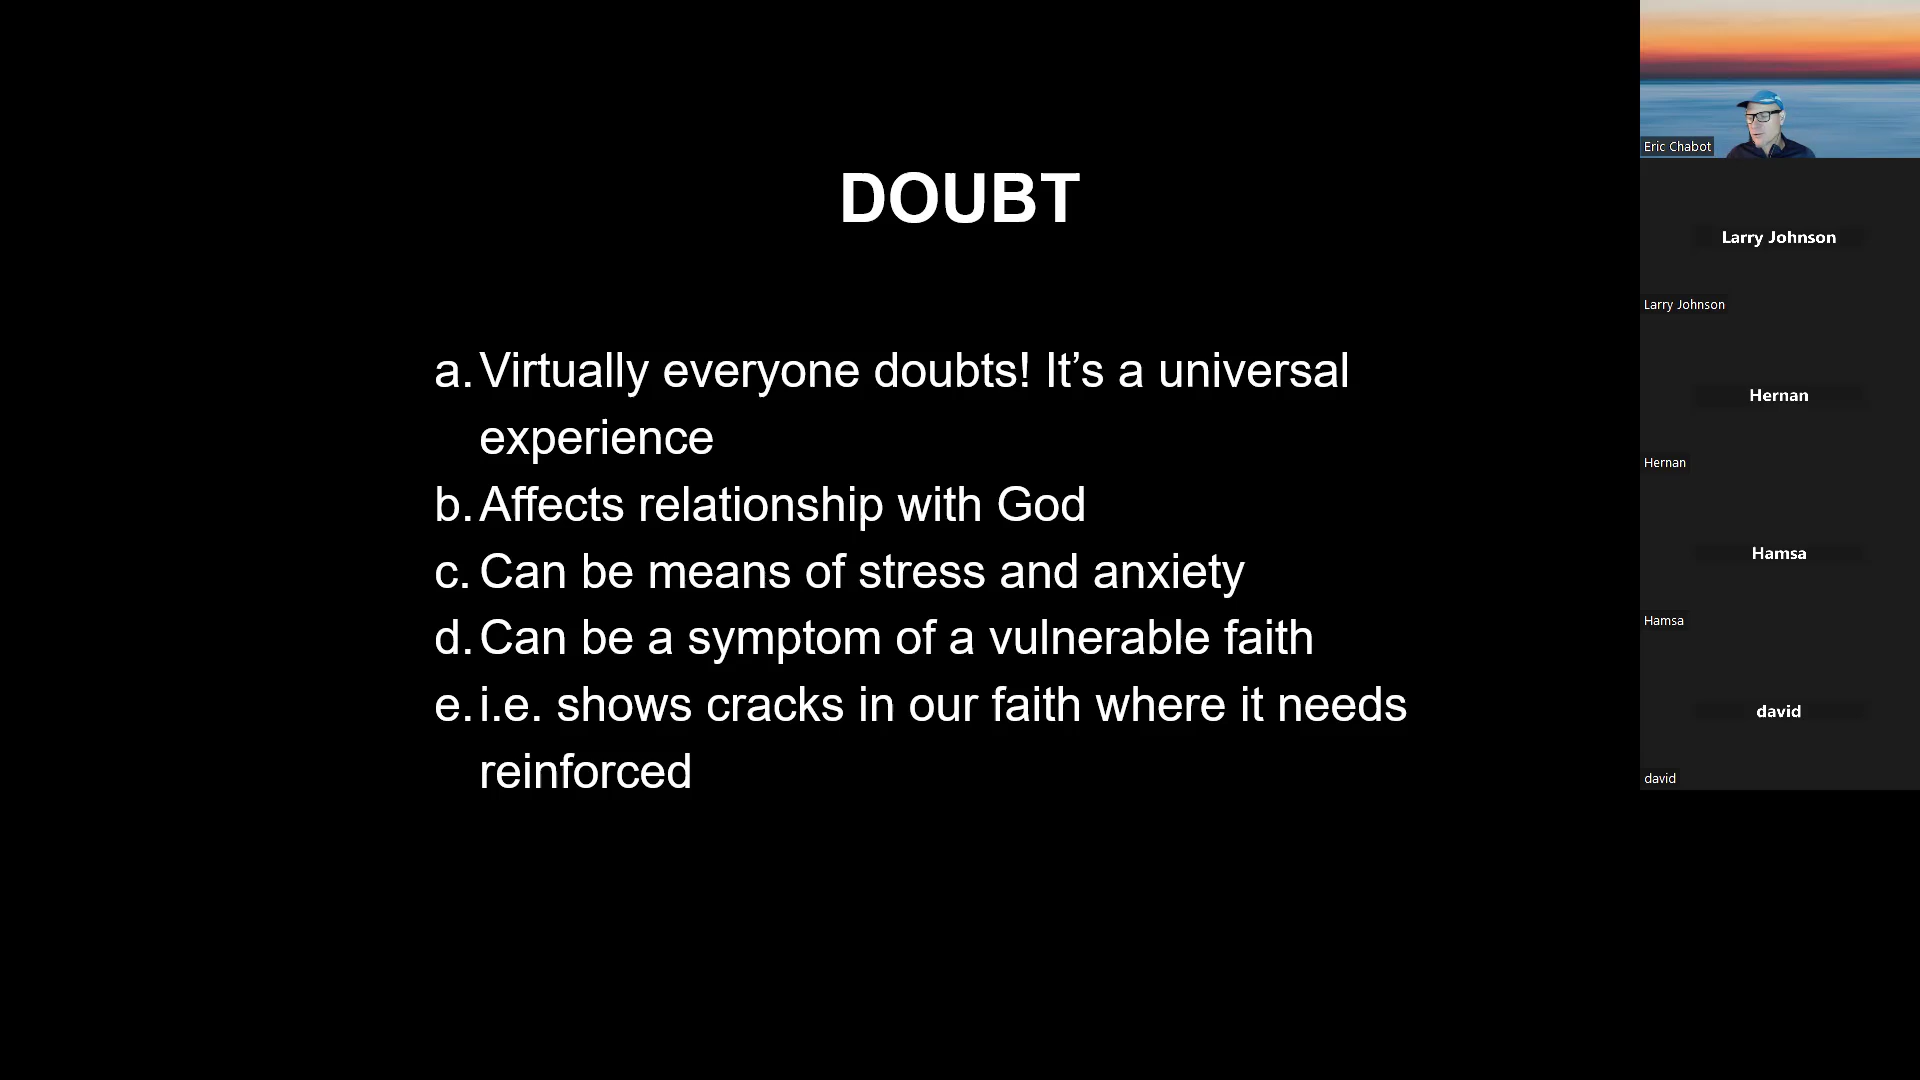 DOUBT
a. Virtually everyone doubts! It’s a universal
experience
b. Affects relationship with God
c. Can be means of stress and anxiety
d. Can be a symptom of a vulnerable faith
e. i.e. shows cracks in our faith where it needs
reinforced
Eric Chabot
Larry Johnson
Larry Johnson
Hernan
Hernan
Hamsa
Hamsa
david
david